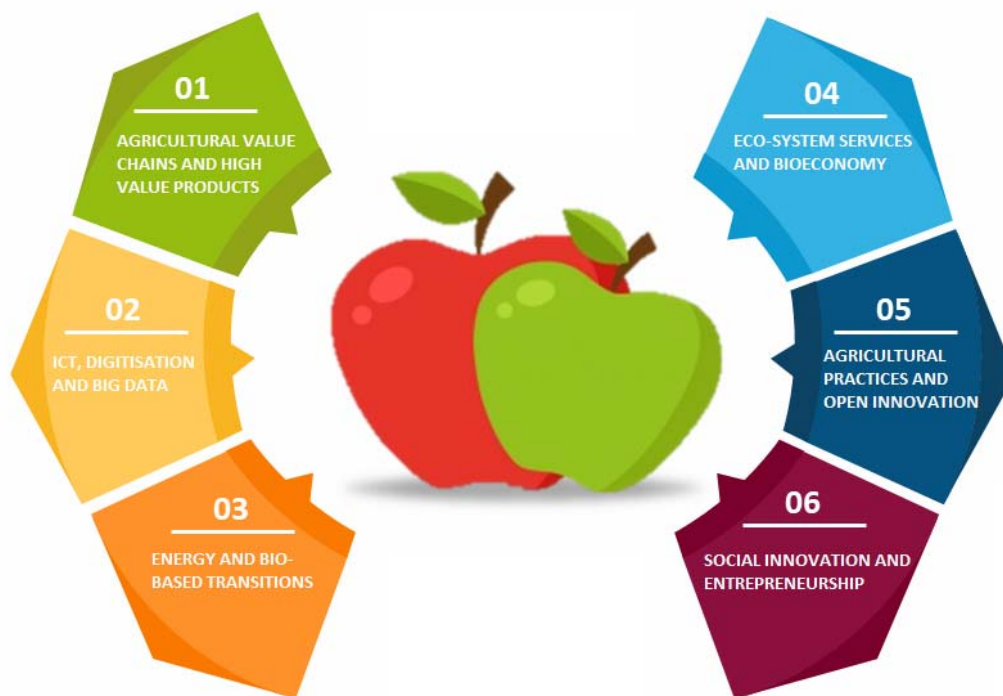 01
AGRICULTURAL VALUE
CHAINS AND HIGH
VALUE PRODUCTS
02
ICT, DIGITISATION
AND BIG DATA
03
ENERGY AND BIO-
BASED TRANSITIONS
04
ECO-SYSTEM SERVICES
AND BIOECONOMY
05
AGRICULTURAL
PRACTICES AND
OPEN INNOVATION
06
SOCIAL INNOVATION AND
ENTREPRENEURSHIP